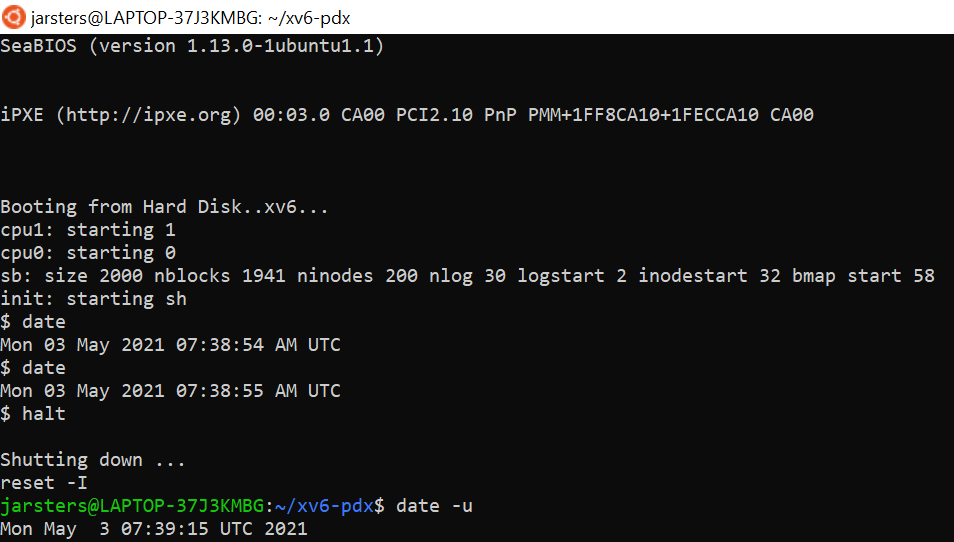 jarsters@LAPTOP-37J3KMBG: ~/xv6-pdx
SeaBIOS (version 1.13.0-1ubuntu1.1)
iPXE (http://ipxe.org) 00:03.0 CA00 PCI2.10 PnP PMM+1FF8CA10+1FECCA10 CA00
Booting from Hard Disk..xv6...
cpu1: starting 1
cpu0: starting 0
sb: size 2000 nblocks 1941 ninodes 200 nlog 30 logstart 2 inodestart 32 bmap start 58
init: starting sh
$ date
Mon 03 May 2021 07:38:54 AM UTC
$ date
Mon 03 May 2021 07:38:55 AM UTC
$ halt
Shutting down ...
reset -I
jarsters@LAPTOP-37J3KMBG:~/xv6-pdx$ date -u
Mon May  3 07:39:15 UTC 2021